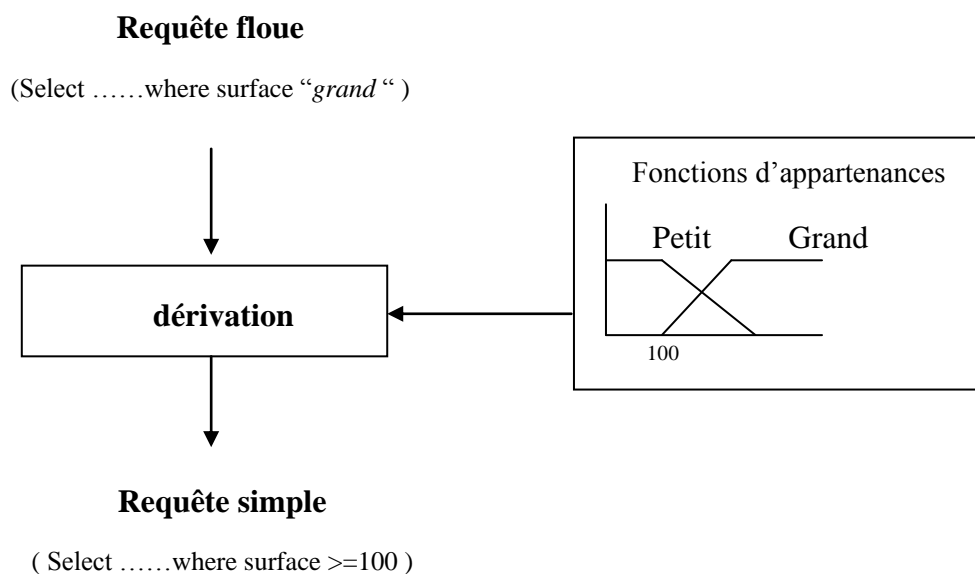 Requête floue
(Select ……where surface “grand “ )
Fonctions d’appartenances
Petit Grand
dérivation
100
Requête simple
( Select ……where surface >=100 )